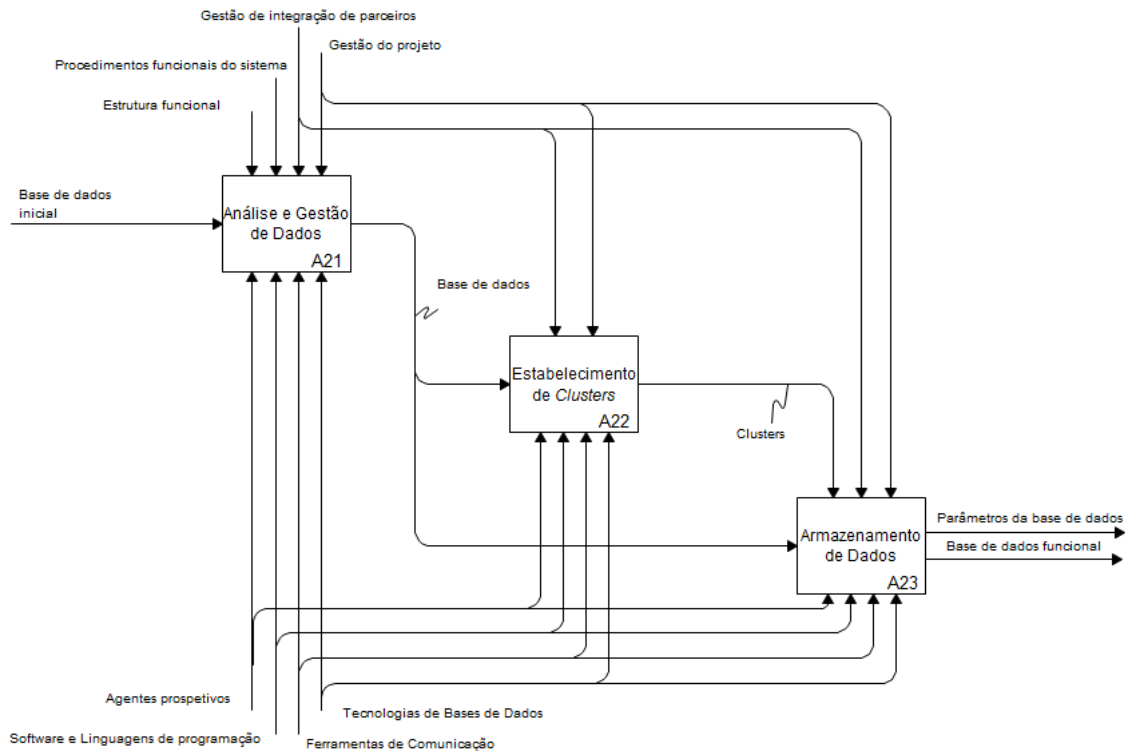 Gestão de integração de parceiros
Gestão do projeto
Procedimentos funcionais do sistema
Estrutura funcional
Base de dados
inicial
Análise e Gestão
de Dados
A21
Base de dados
Estabelecimento
de Clusters
A22
Clusters
Armazenamento
de Dados
A23
Parâmetros da base de dados
Base de dados funcional
Agentes prospetivos
Tecnologias de Bases de Dados
Software e Linguagens de programação
Ferramentas de Comunicação